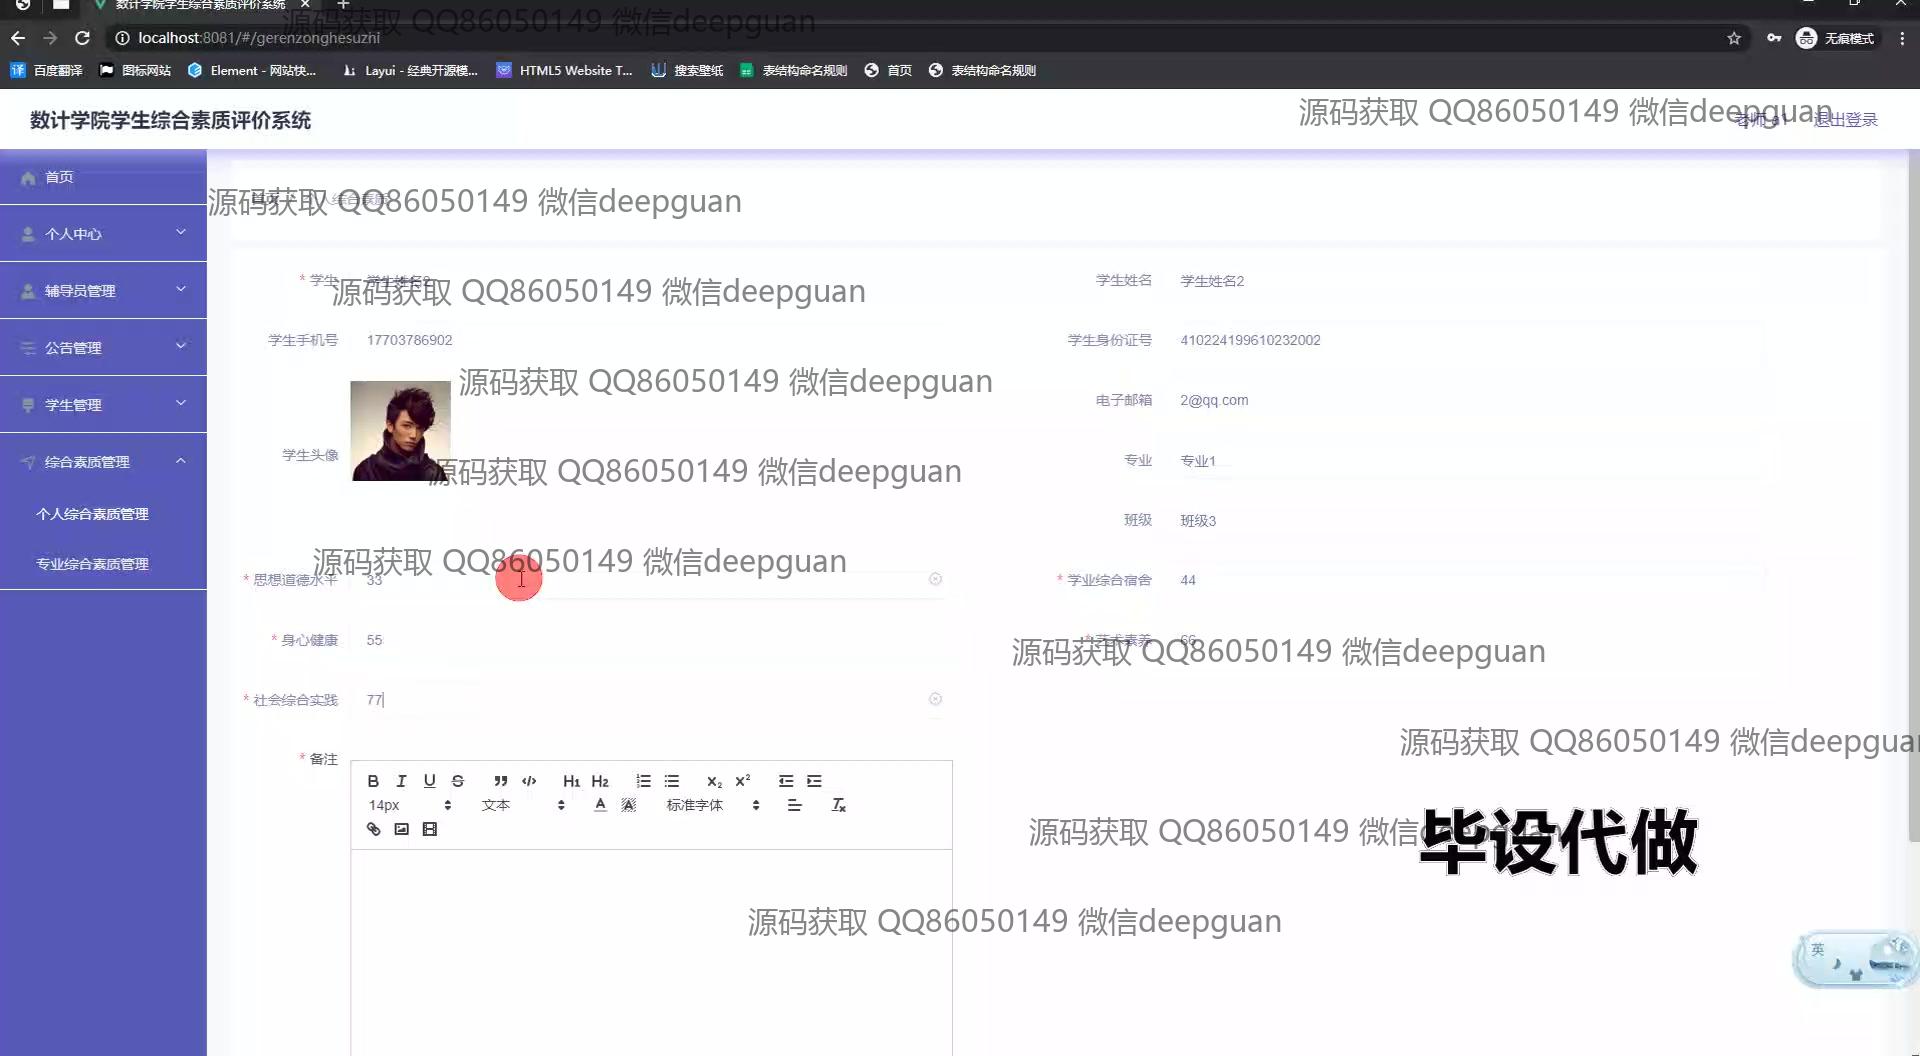 数计学院学生综合素质评价系统
源码获取 QQ86050149 微信deepguan
localhost:8081/#/gerenzonghesuzhi
无痕模式
百度翻译
图标网站
Element - 网站快...
Layui - 经典开源模...
HTML5 Website T...
搜索壁纸
表结构命名规则
首页
表结构命名规则
数计学院学生综合素质评价系统
源码获取 QQ86050149 微信deepguan
退出登录
首页
源码获取 QQ86050149 微信deepguan
个人中心
辅导员管理
公告管理
学生管理
综合素质管理
个人综合素质管理
专业综合素质管理
* 学生 学生姓名2
学生姓名 学生姓名2
源码获取 QQ86050149 微信deepguan
学生手机号 17703786902
学生身份证号 410224199610232002
源码获取 QQ86050149 微信deepguan
电子邮箱 2@qq.com
学生头像
源码获取 QQ86050149 微信deepguan
专业 专业1
班级 班级3
源码获取 QQ86050149 微信deepguan
* 思想道德水平 33
* 学业综合宿舍 44
* 身心健康 55
* 艺术素养 66
源码获取 QQ86050149 微信deepguan
* 社会综合实践 77
源码获取 QQ86050149 微信deepguan
* 备注
B I U S H1 H2 X₂ X²
14px 文本 A A 标准字体 Tx
源码获取 QQ86050149 微信deepguan
毕设代做
源码获取 QQ86050149 微信deepguan
英